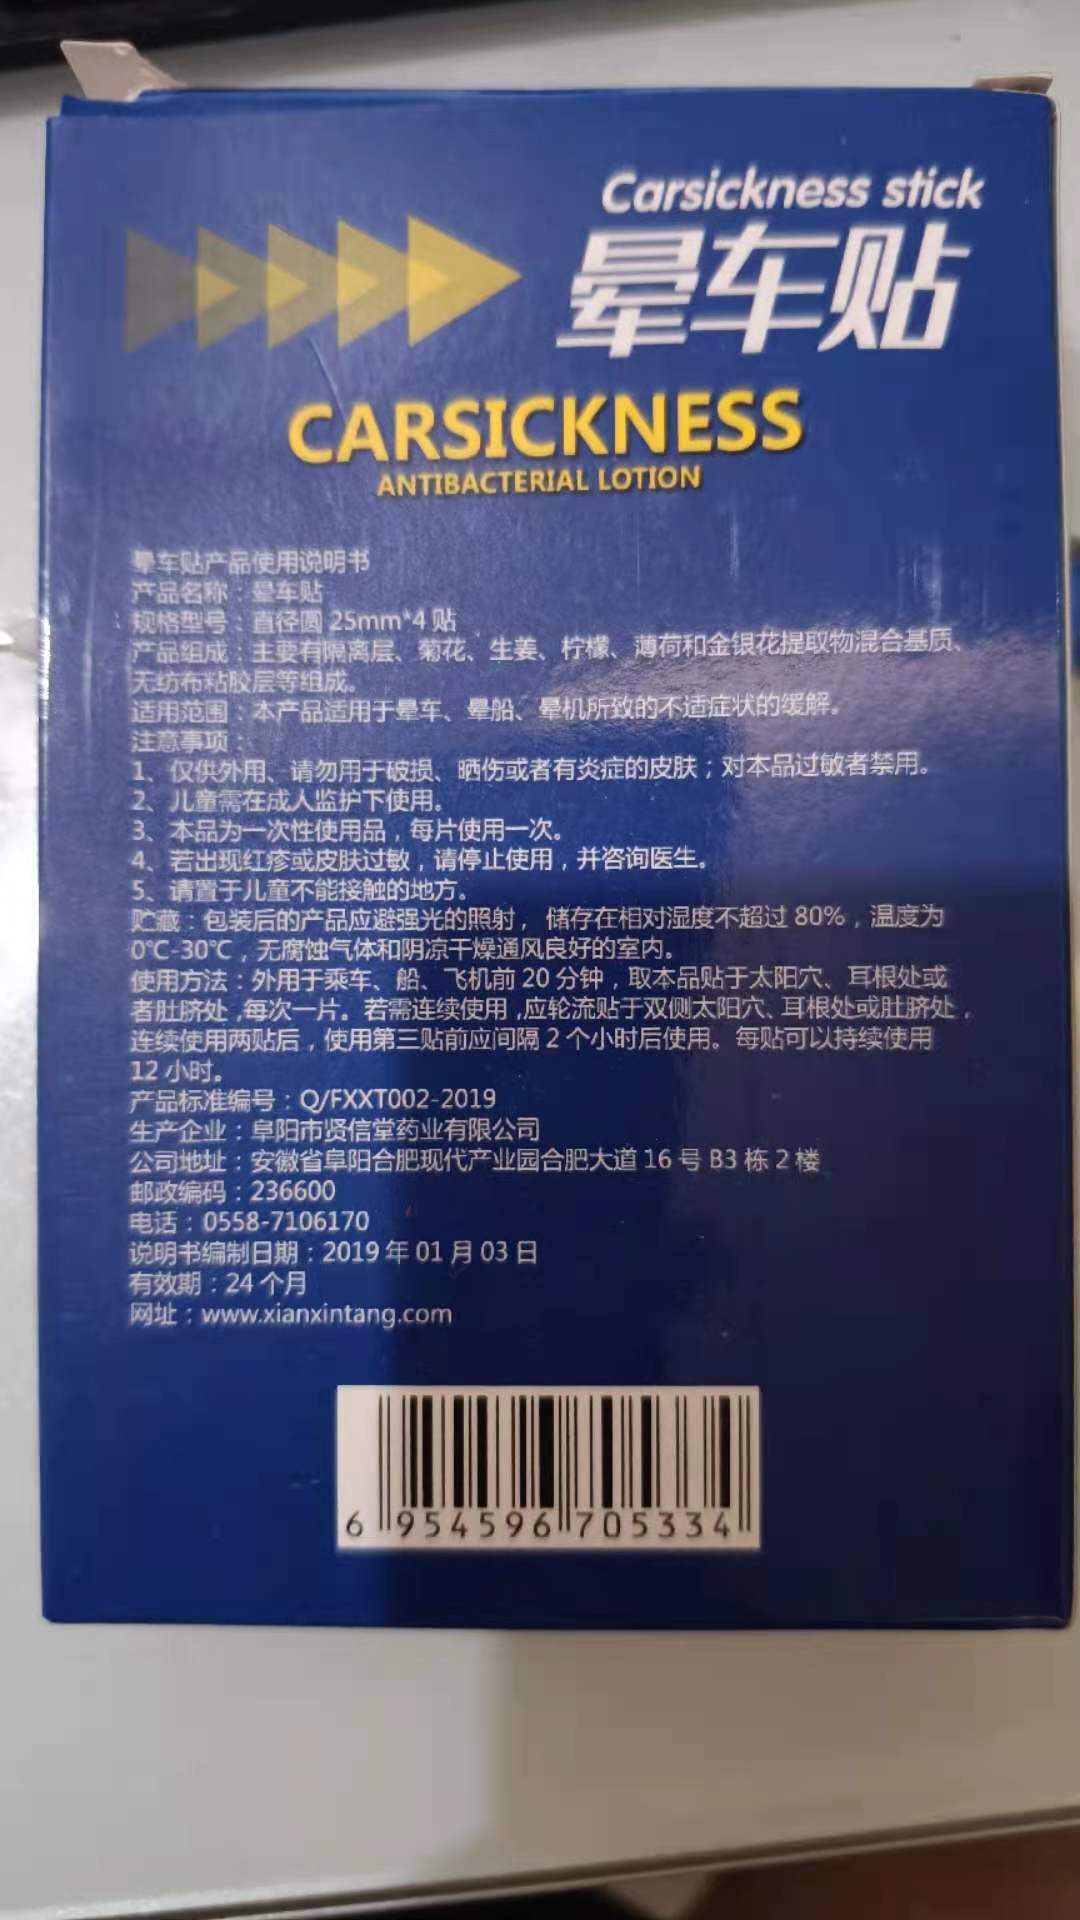 Carsickness stick
晕车贴
CARSICKNESS
ANTIBACTERIAL LOTION
晕车贴产品使用说明书
产品名称：晕车贴
规格型号：直径圆 25mm*4 贴
产品组成：主要有隔离层、菊花、生姜、柠檬、薄荷和金银花提取物混合基质、
无纺布粘胶层等组成。
适用范围：本产品适用于晕车、晕船、晕机所致的不适症状的缓解。
注意事项：
1、仅供外用、请勿用于破损、晒伤或者有炎症的皮肤；对本品过敏者禁用。
2、儿童需在成人监护下使用。
3、本品为一次性使用品，每片使用一次。
4、若出现红疹或皮肤过敏，请停止使用，并咨询医生。
5、请置于儿童不能接触的地方。
贮藏：包装后的产品应避强光的照射，储存在相对湿度不超过 80%，温度为
0℃-30℃，无腐蚀气体和阴凉干燥通风良好的室内。
使用方法：外用于乘车、船、飞机前 20 分钟，取本品贴于太阳穴、耳根处或
者肚脐处，每次一片。若需连续使用，应轮流贴于双侧太阳穴、耳根处或肚脐处，
连续使用两贴后，使用第三贴前应间隔 2 个小时后使用。每贴可以持续使用
12 小时。
产品标准编号：Q/FXXT002-2019
生产企业：阜阳市贤信堂药业有限公司
公司地址：安徽省阜阳合肥现代产业园合肥大道 16 号 B3 栋 2 楼
邮政编码：236600
电话：0558-7106170
说明书编制日期：2019 年 01 月 03 日
有效期：24 个月
网址：www.xianxintang.com
6 954596 705334